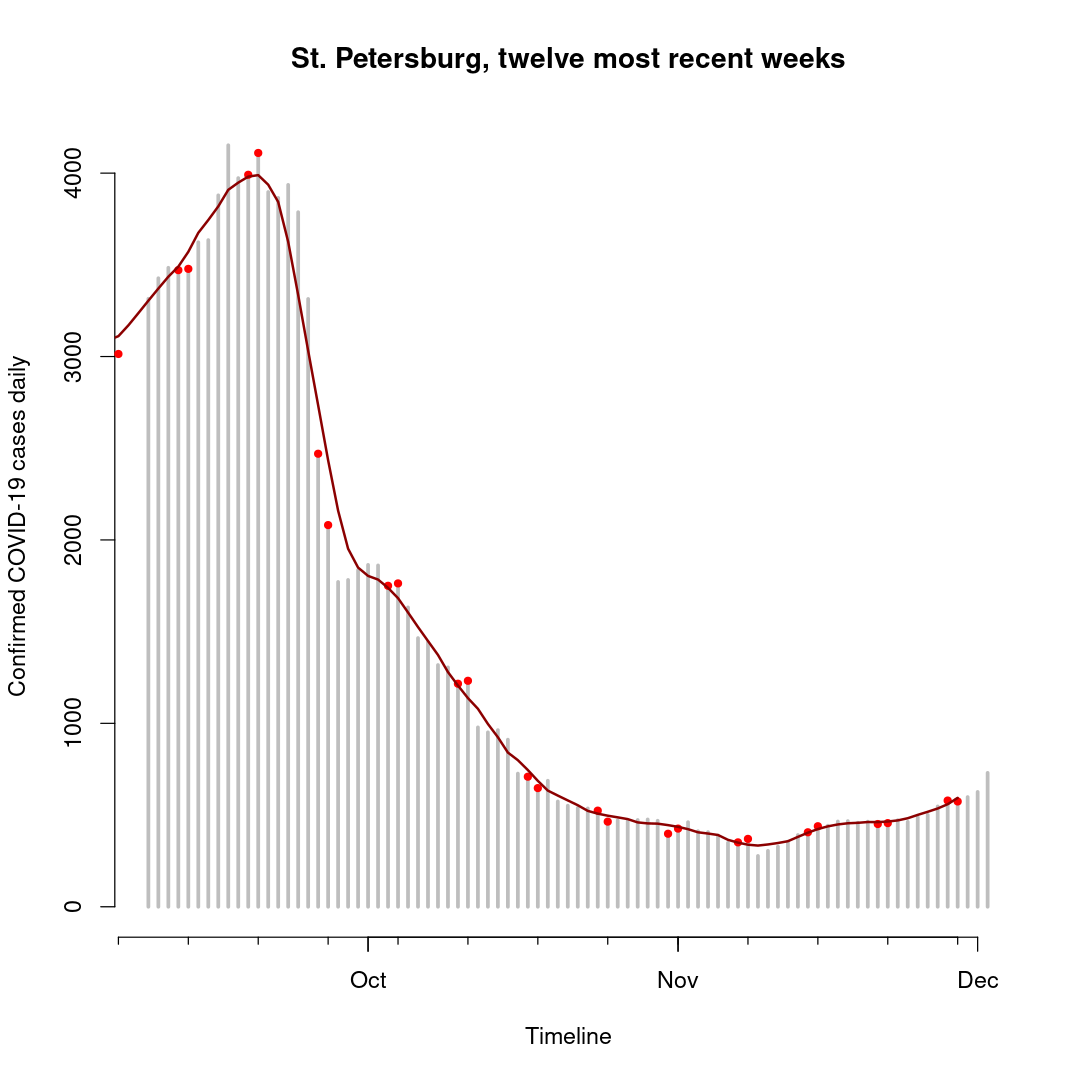 St. Petersburg, twelve most recent weeks
Confirmed COVID-19 cases daily
4000
3000
2000
1000
0
Oct Nov Dec
Timeline